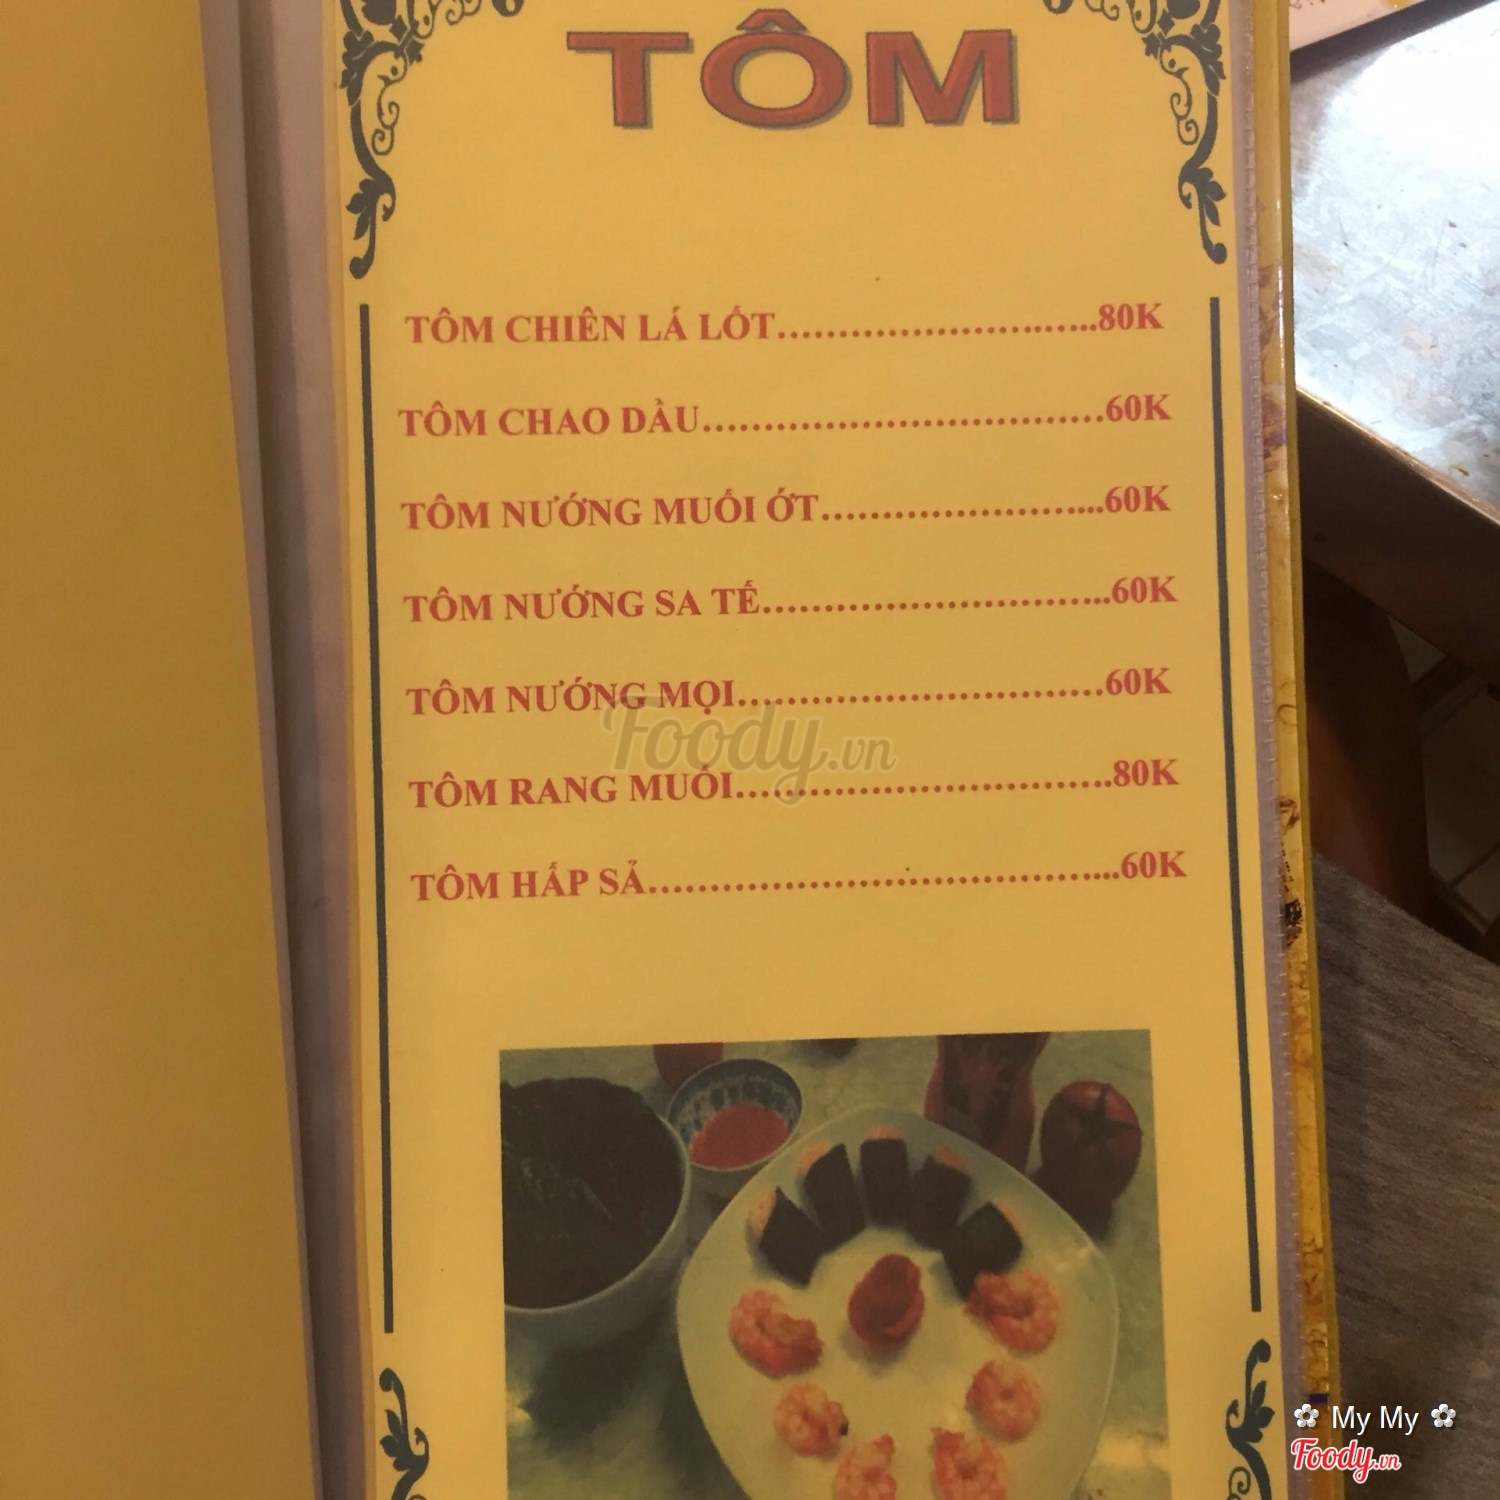 TÔM
TÔM CHIÊN LÁ LỐT........................80K
TÔM CHAO DẦU................................60K
TÔM NƯỚNG MUỐI ỚT.......................60K
TÔM NƯỚNG SA TẾ............................60K
TÔM NƯỚNG MỌI..............................60K
TÔM RANG MUỐI..............................80K
TÔM HẤP SẢ.....................................60K
Foody.vn
My My
Foody.vn